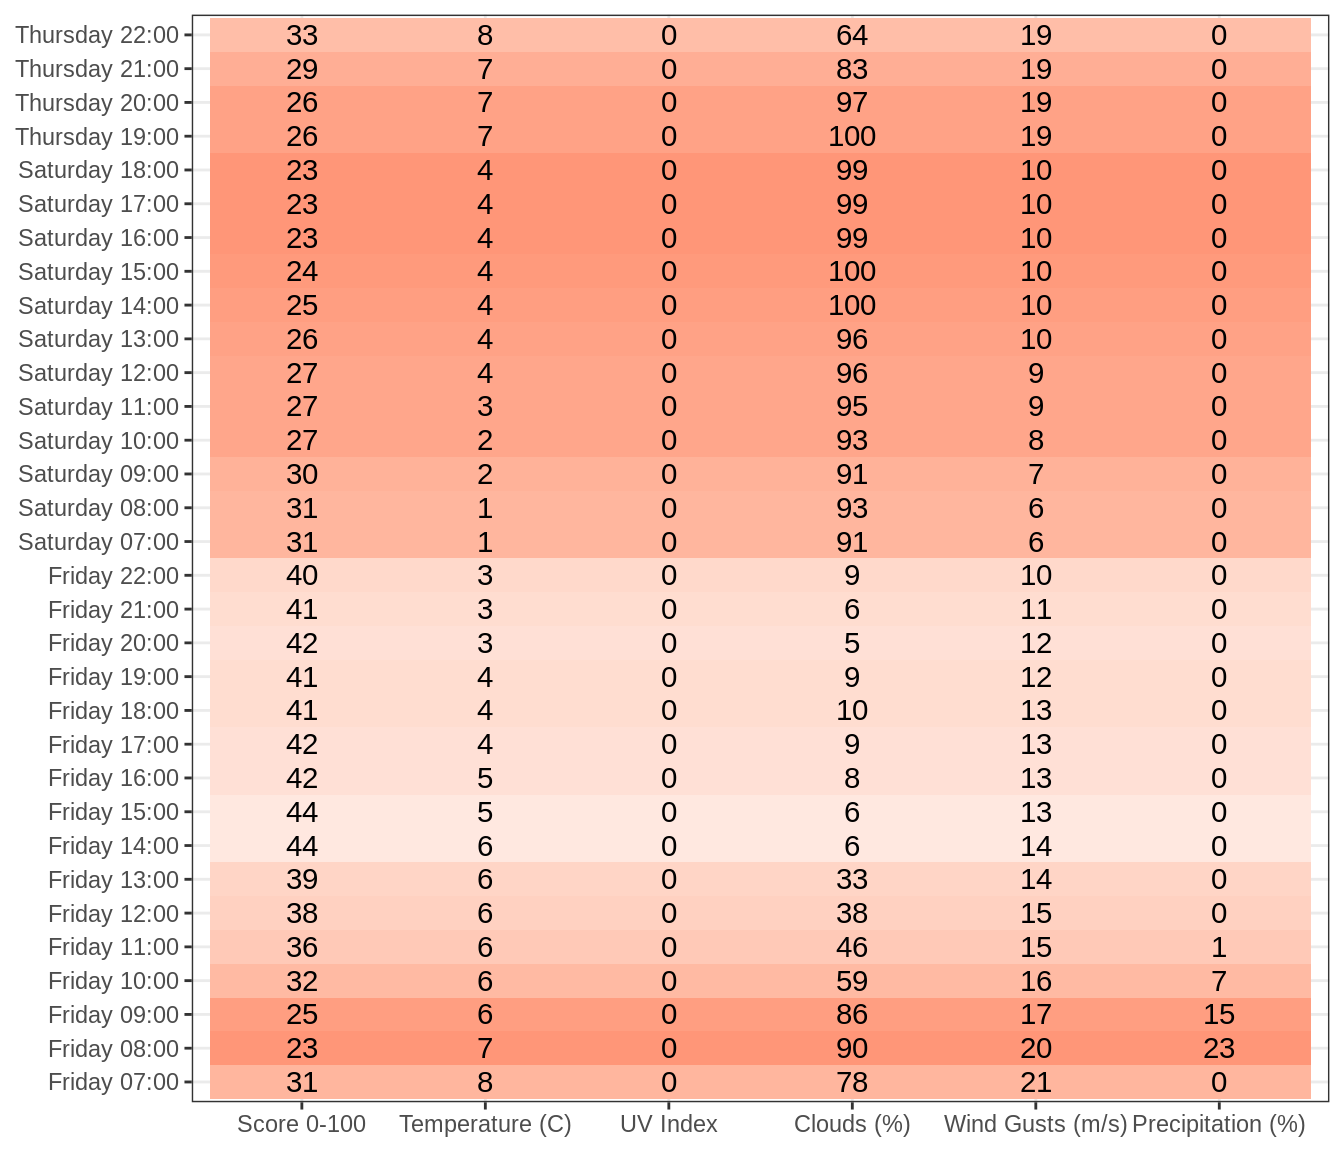 Thursday 22:00 33 8 0 64 19 0
Thursday 21:00 29 7 0 83 19 0
Thursday 20:00 26 7 0 97 19 0
Thursday 19:00 26 7 0 100 19 0
Saturday 18:00 23 4 0 99 10 0
Saturday 17:00 23 4 0 99 10 0
Saturday 16:00 23 4 0 99 10 0
Saturday 15:00 24 4 0 100 10 0
Saturday 14:00 25 4 0 100 10 0
Saturday 13:00 26 4 0 96 10 0
Saturday 12:00 27 4 0 96 9 0
Saturday 11:00 27 3 0 95 9 0
Saturday 10:00 27 2 0 93 8 0
Saturday 09:00 30 2 0 91 7 0
Saturday 08:00 31 1 0 93 6 0
Saturday 07:00 31 1 0 91 6 0
Friday 22:00 40 3 0 9 10 0
Friday 21:00 41 3 0 6 11 0
Friday 20:00 42 3 0 5 12 0
Friday 19:00 41 4 0 9 12 0
Friday 18:00 41 4 0 10 13 0
Friday 17:00 42 4 0 9 13 0
Friday 16:00 42 5 0 8 13 0
Friday 15:00 44 5 0 6 13 0
Friday 14:00 44 6 0 6 14 0
Friday 13:00 39 6 0 33 14 0
Friday 12:00 38 6 0 38 15 0
Friday 11:00 36 6 0 46 15 1
Friday 10:00 32 6 0 59 16 7
Friday 09:00 25 6 0 86 17 15
Friday 08:00 23 7 0 90 20 23
Friday 07:00 31 8 0 78 21 0
Score 0-100 Temperature (C) UV Index Clouds (%) Wind Gusts (m/s) Precipitation (%)